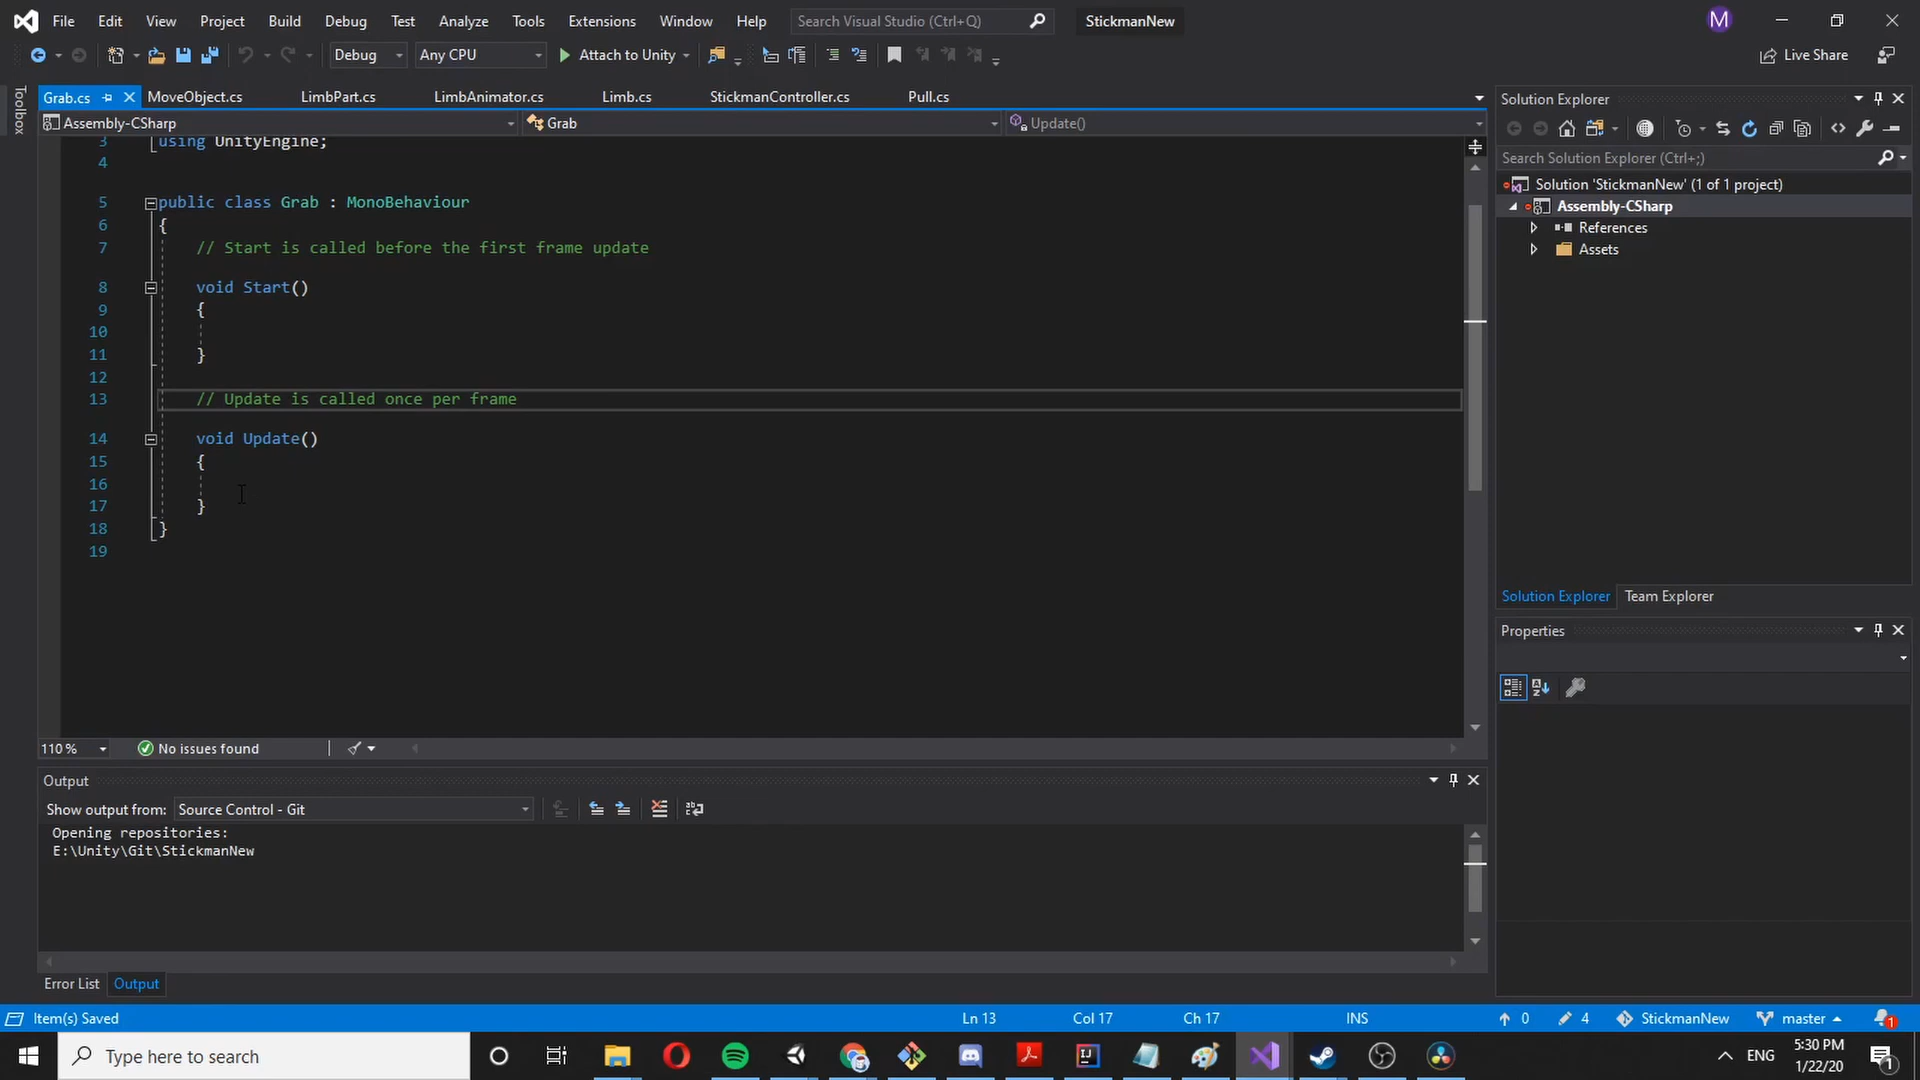 File Edit View Project Build Debug Test Analyze Tools Extensions Window Help Search Visual Studio (Ctrl+Q) StickmanNew M
Debug Any CPU Attach to Unity Live Share
Toolbox
Grab.cs MoveObject.cs LimbPart.cs LimbAnimator.cs Limb.cs StickmanController.cs Pull.cs
Assembly-CSharp Grab Update()
3 using UnityEngine;
4
5 public class Grab : MonoBehaviour
6 {
7 // Start is called before the first frame update
8 void Start()
9 {
10
11 }
12
13 // Update is called once per frame
14 void Update()
15 {
16
17 }
18 }
19
110 % No issues found
Output
Show output from: Source Control - Git
Opening repositories:
E:\Unity\Git\StickmanNew
Error List Output
Solution Explorer
Search Solution Explorer (Ctrl+;)
Solution 'StickmanNew' (1 of 1 project)
Assembly-CSharp
References
Assets
Solution Explorer Team Explorer
Properties
Item(s) Saved Ln 13 Col 17 Ch 17 INS 0 4 StickmanNew master 1
Type here to search ENG 5:30 PM 1
1/22/20